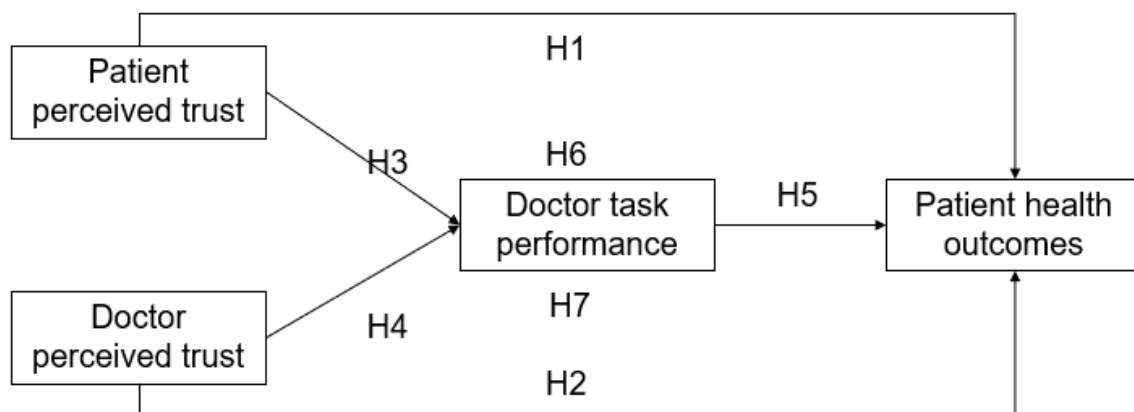 H1
Patient
perceived trust
H3
H6
Doctor task
performance
H5
Patient health
outcomes
Doctor
perceived trust
H4
H7
H2